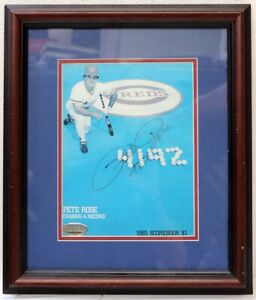 REDS
4192
PETE ROSE
CHASING A RECORD
1985 SCOREBOOK $1